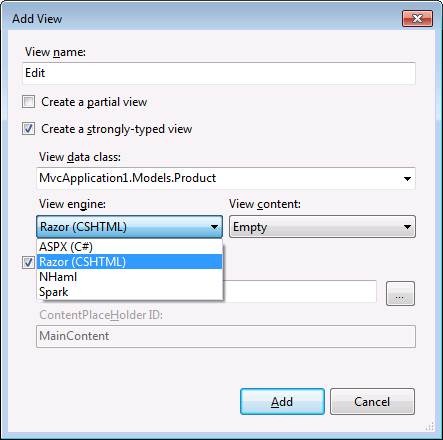 Add View
View name:
Edit
Create a partial view
Create a strongly-typed view
View data class:
MvcApplication1.Models.Product
View engine: View content:
Razor (CSHTML) Empty
ASPX (C#)
Razor (CSHTML)
NHaml
Spark
...
ContentPlaceHolder ID:
MainContent
Add Cancel